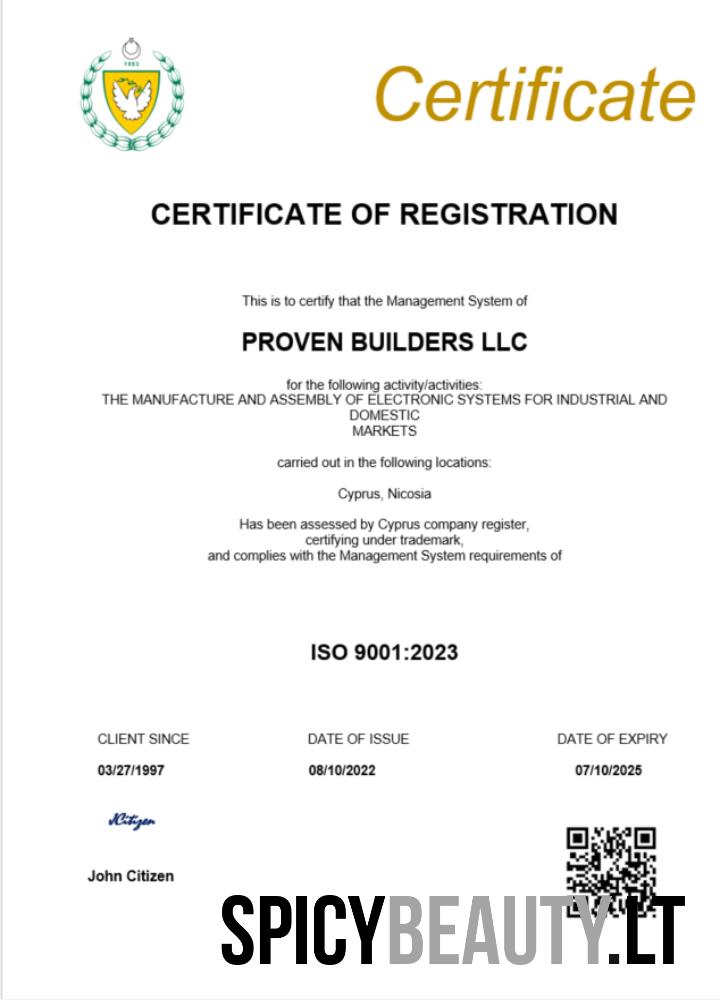 1983
Certificate
CERTIFICATE OF REGISTRATION
This is to certify that the Management System of
PROVEN BUILDERS LLC
for the following activity/activities:
THE MANUFACTURE AND ASSEMBLY OF ELECTRONIC SYSTEMS FOR INDUSTRIAL AND
DOMESTIC
MARKETS
carried out in the following locations:
Cyprus, Nicosia
Has been assessed by Cyprus company register,
certifying under trademark,
and complies with the Management System requirements of
ISO 9001:2023
CLIENT SINCE DATE OF ISSUE DATE OF EXPIRY
03/27/1997 08/10/2022 07/10/2025
JCitizen
John Citizen
SPICYBEAUTY.LT